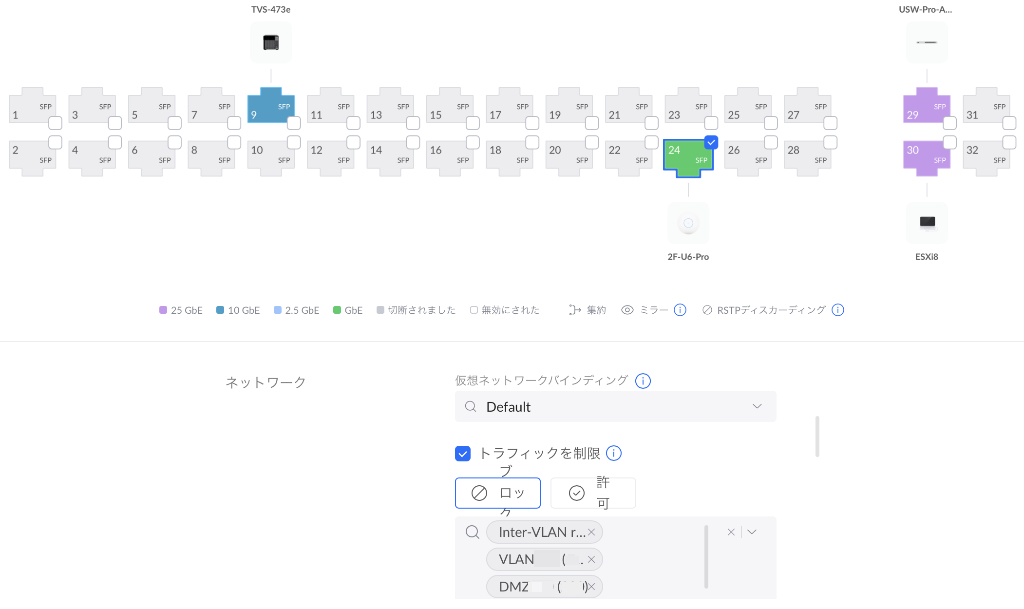 TVS-473e
USW-Pro-A...
1 SFP 3 SFP 5 SFP 7 SFP 9 SFP 11 SFP 13 SFP 15 SFP 17 SFP 19 SFP 21 SFP 23 SFP 25 SFP 27 SFP 29 SFP 31 SFP
2 SFP 4 SFP 6 SFP 8 SFP 10 SFP 12 SFP 14 SFP 16 SFP 18 SFP 20 SFP 22 SFP 24 SFP 26 SFP 28 SFP 30 SFP 32 SFP
2F-U6-Pro
ESXi8
25 GbE 10 GbE 2.5 GbE GbE 切断されました 無効にされた 集約 ミラー RSTPディスカーディング
ネットワーク
仮想ネットワークバインディング
Default
トラフィックを制限
ブロック
許可
Inter-VLAN r...
VLAN ( .
DMZ ( )